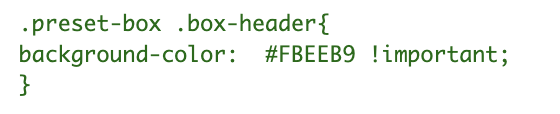 .preset-box .box-header{
background-color:  #FBEEB9 !important;
}